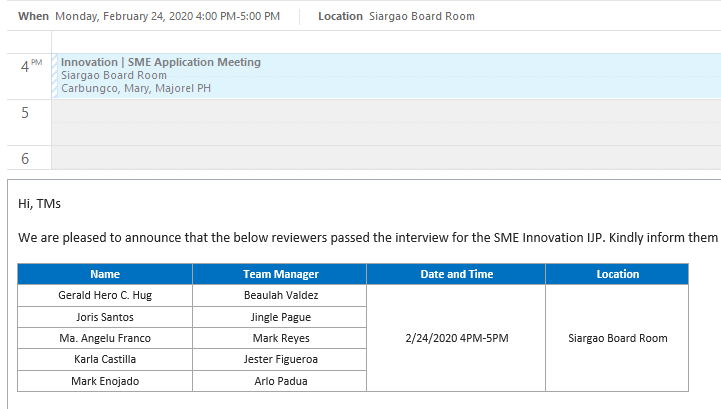 When Monday, February 24, 2020 4:00 PM-5:00 PM Location Siargao Board Room
4 PM Innovation | SME Application Meeting
Siargao Board Room
Carbungco, Mary, Majorel PH
5
6
Hi, TMs
We are pleased to announce that the below reviewers passed the interview for the SME Innovation IJP. Kindly inform them
Name Team Manager Date and Time Location
Gerald Hero C. Hug Beaulah Valdez
Joris Santos Jingle Pague
Ma. Angelu Franco Mark Reyes 2/24/2020 4PM-5PM Siargao Board Room
Karla Castilla Jester Figueroa
Mark Enojado Arlo Padua